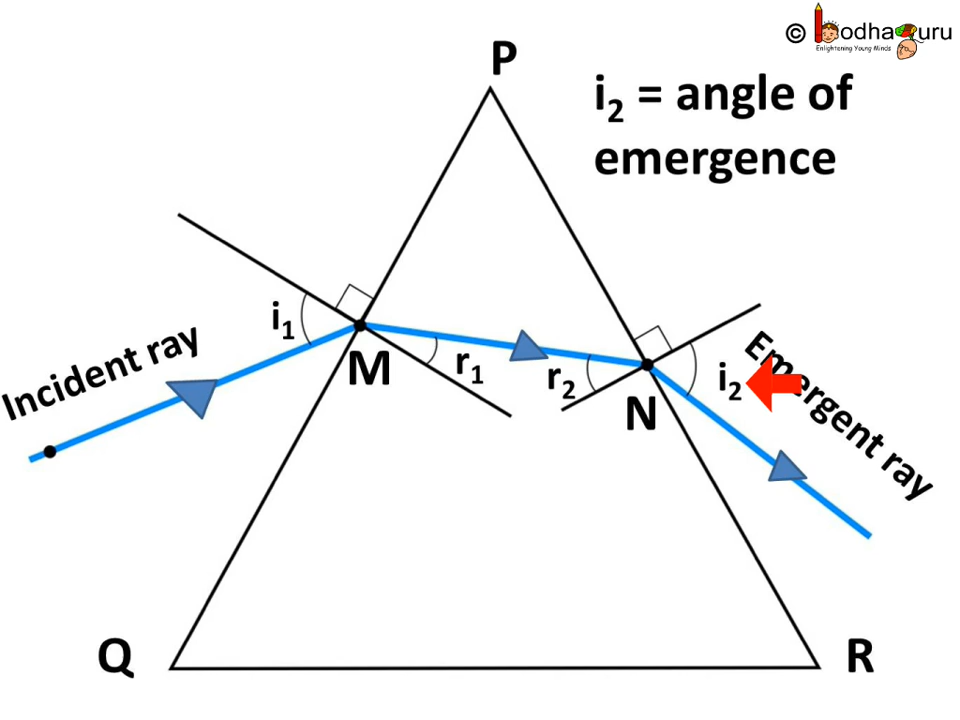 © BodhaGuru
Enlightening Young Minds
P
i₂ = angle of
emergence
Incident ray
i₁
M
r₁
r₂
N
i₂
Emergent ray
Q
R